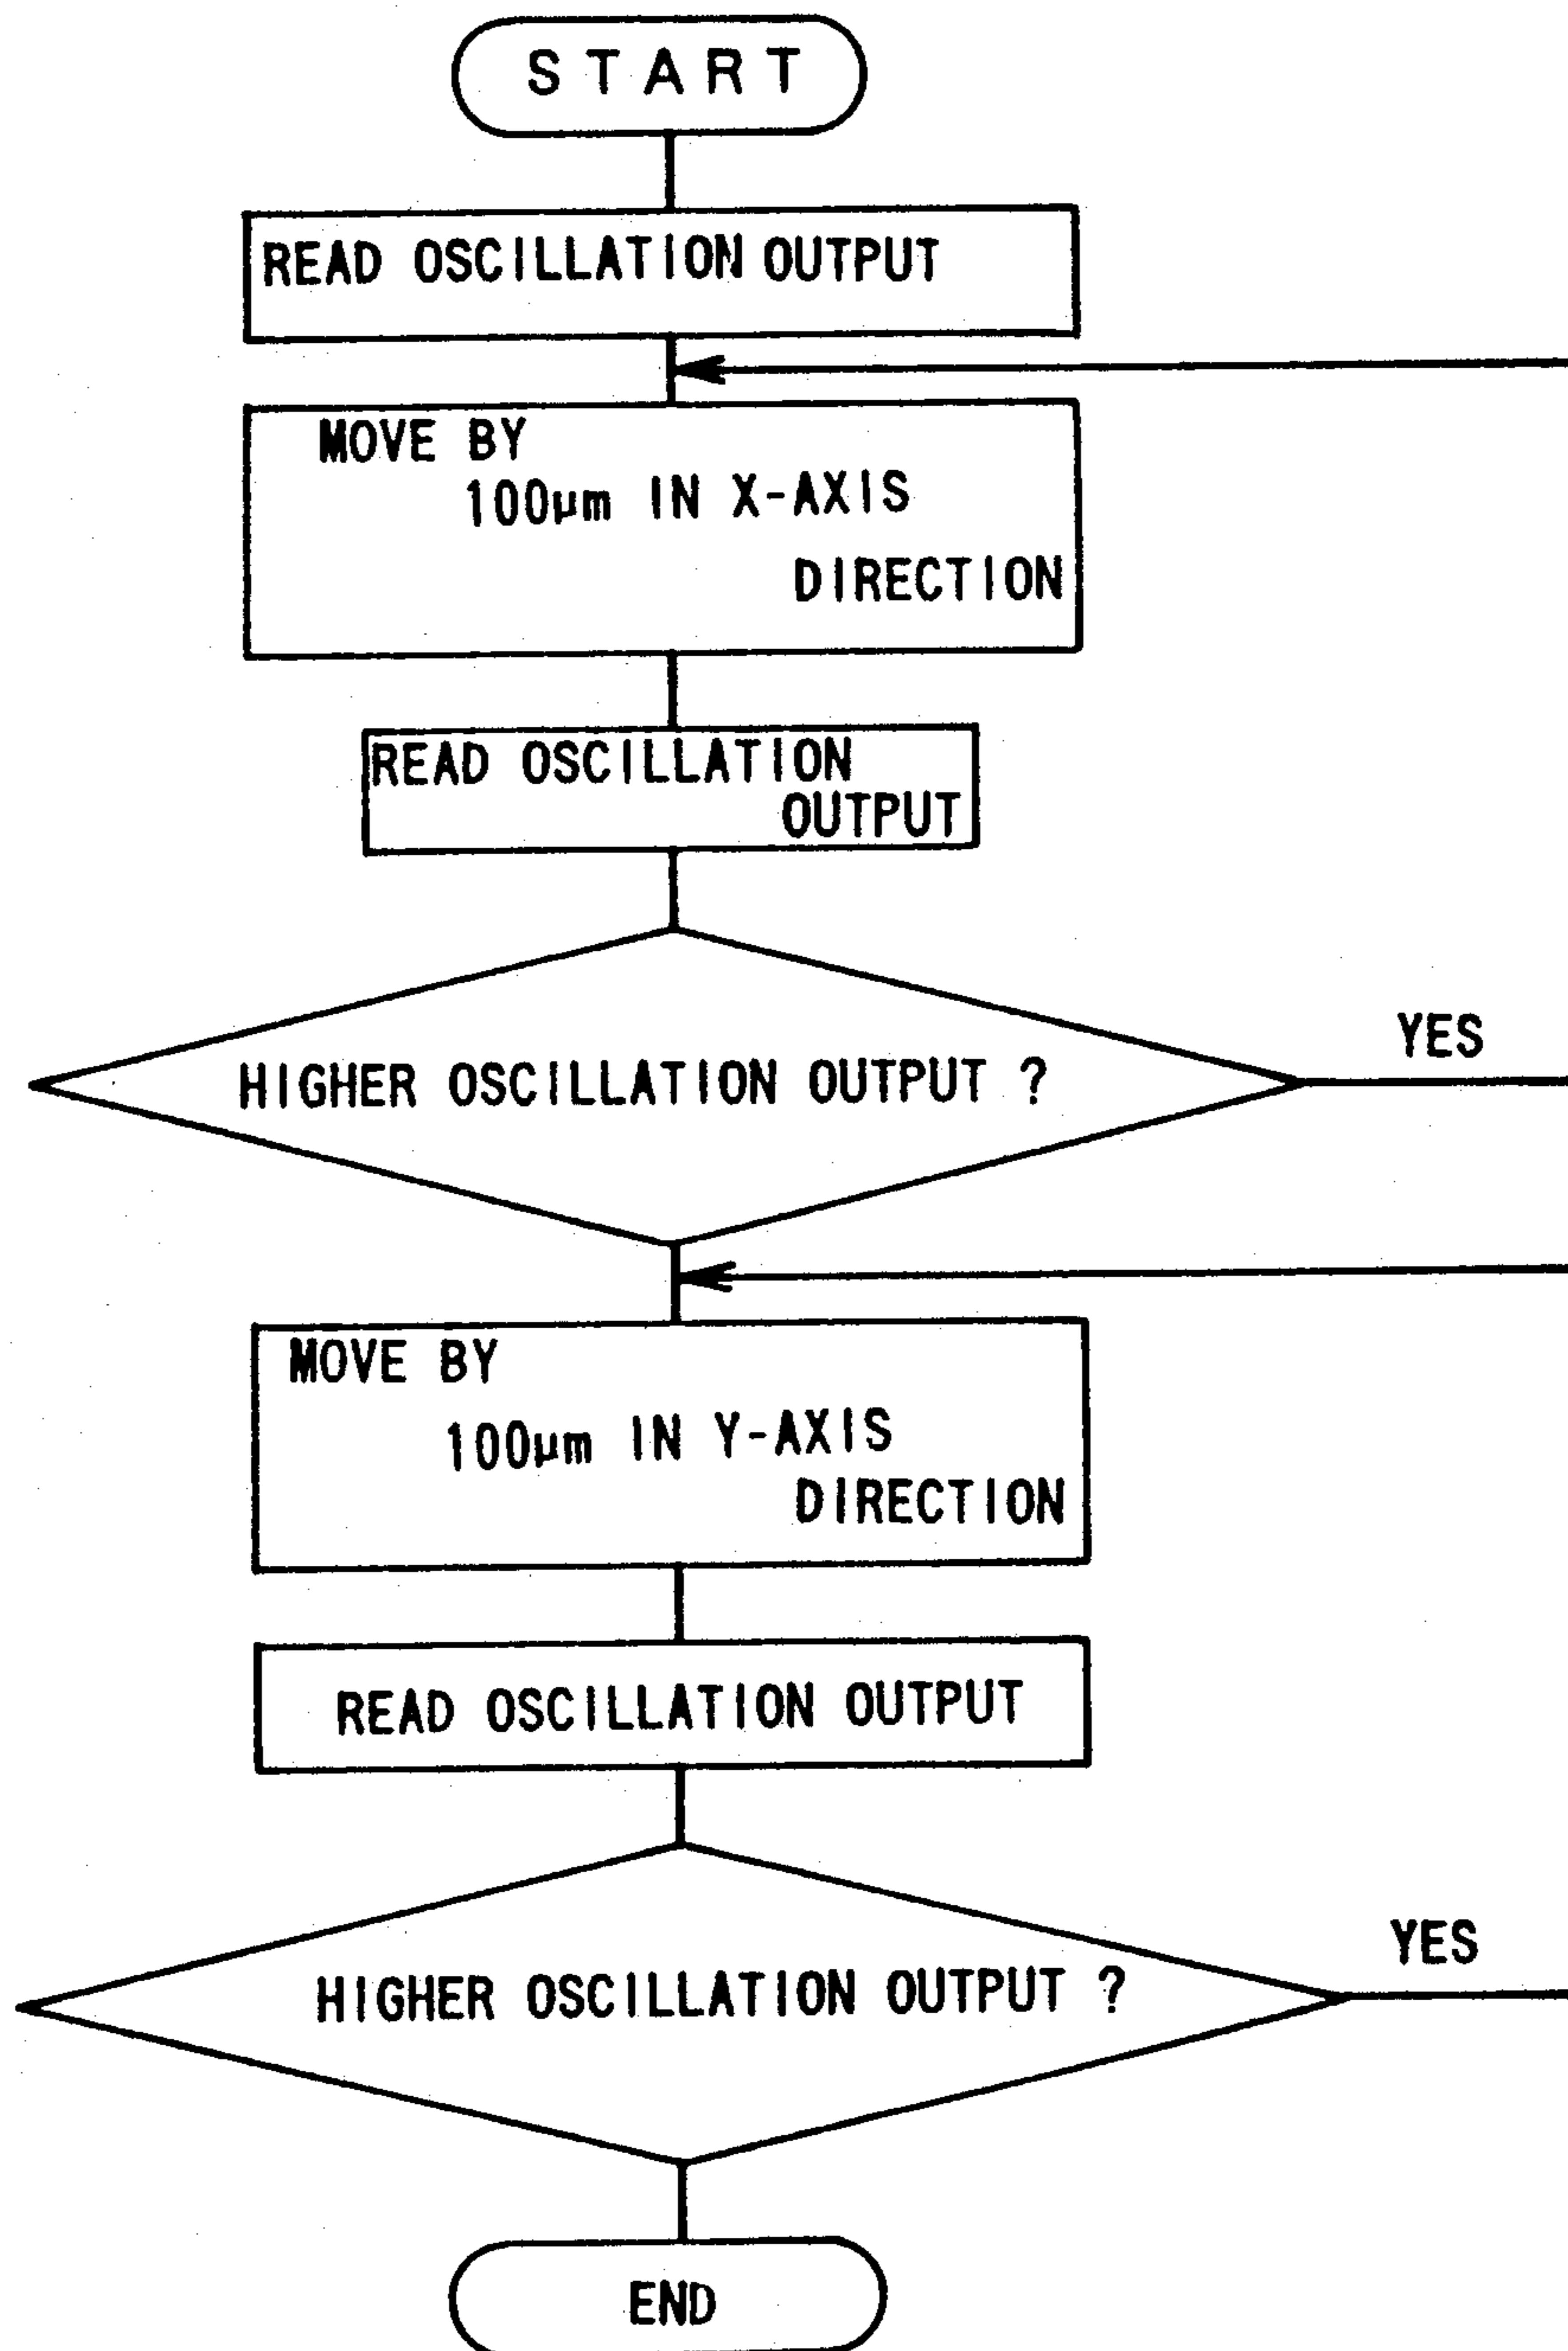 START
READ OSCILLATION OUTPUT
MOVE BY
100µm IN X-AXIS
DIRECTION
READ OSCILLATION
OUTPUT
HIGHER OSCILLATION OUTPUT ?
YES
MOVE BY
100µm IN Y-AXIS
DIRECTION
READ OSCILLATION OUTPUT
HIGHER OSCILLATION OUTPUT ?
YES
END